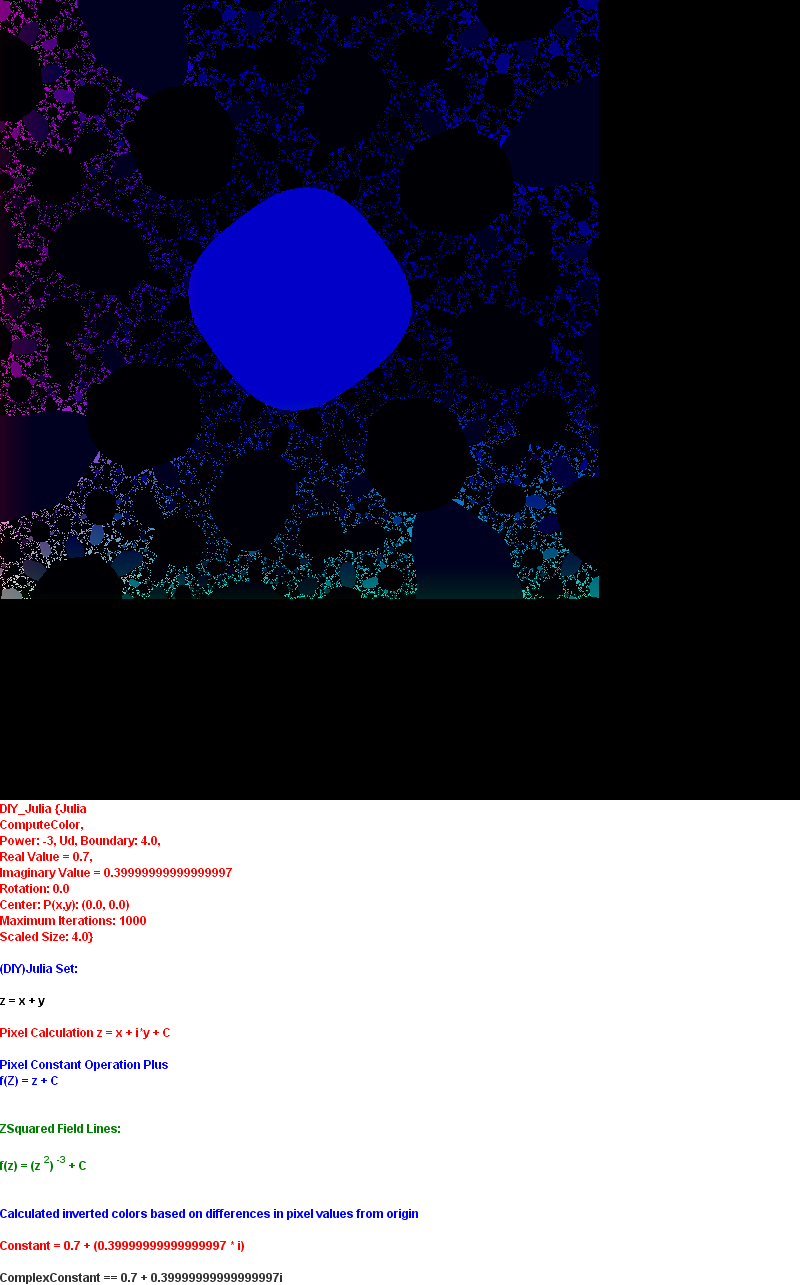 DIY_Julia {Julia
ComputeColor,
Power: -3, Ud, Boundary: 4.0,
Real Value = 0.7,
Imaginary Value = 0.39999999999999997
Rotation: 0.0
Center: P(x,y): (0.0, 0.0)
Maximum Iterations: 1000
Scaled Size: 4.0}
(DIY)Julia Set:
z = x + y
Pixel Calculation z = x + i*y + C
Pixel Constant Operation Plus
f(Z) = z + C
ZSquared Field Lines:
f(z) = (z ²) ⁻³ + C
Calculated inverted colors based on differences in pixel values from origin
Constant = 0.7 + (0.39999999999999997 * i)
ComplexConstant == 0.7 + 0.39999999999999997i